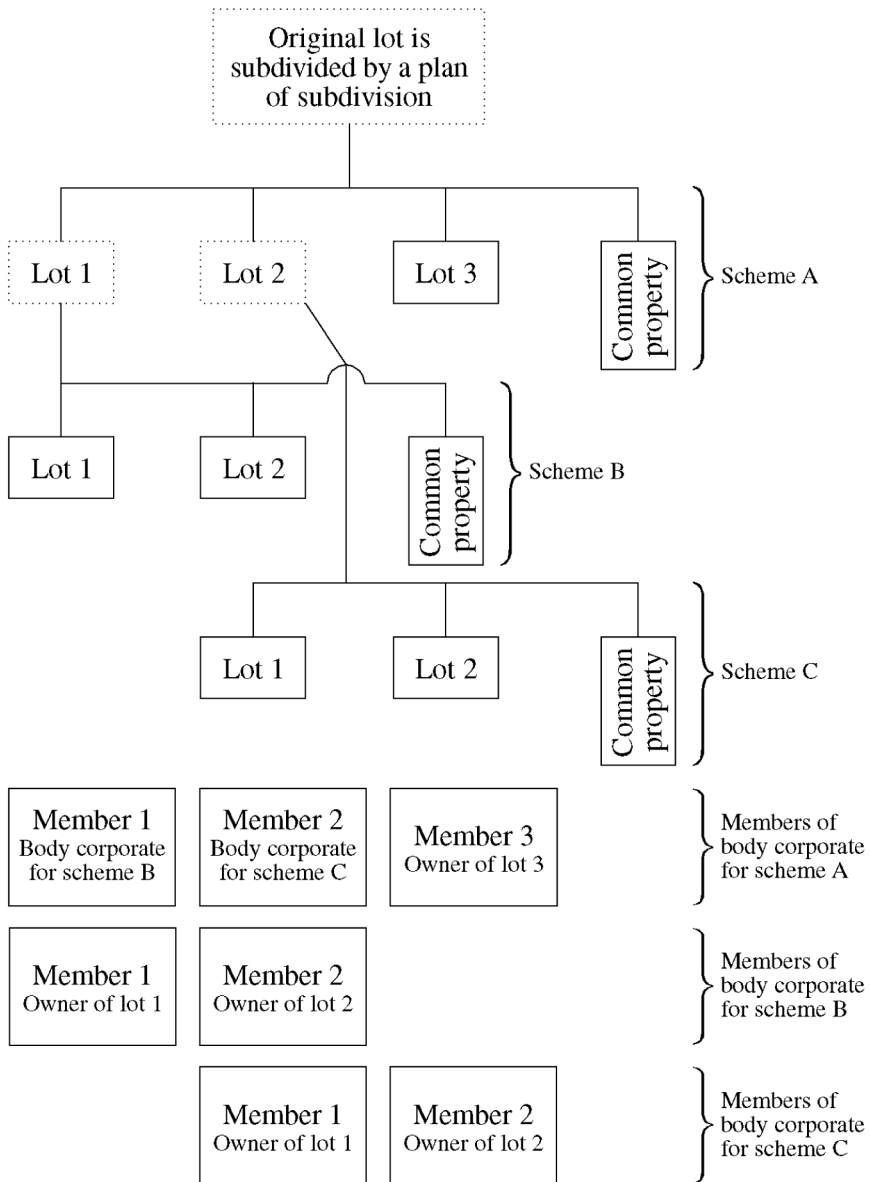 Original lot is
subdivided by a plan
of subdivision
Lot 1
Lot 2
Lot 3
Common
property
Scheme A
Lot 1
Lot 2
Common
property
Scheme B
Lot 1
Lot 2
Common
property
Scheme C
Member 1
Body corporate
for scheme B
Member 2
Body corporate
for scheme C
Member 3
Owner of lot 3
Members of
body corporate
for scheme A
Member 1
Owner of lot 1
Member 2
Owner of lot 2
Members of
body corporate
for scheme B
Member 1
Owner of lot 1
Member 2
Owner of lot 2
Members of
body corporate
for scheme C